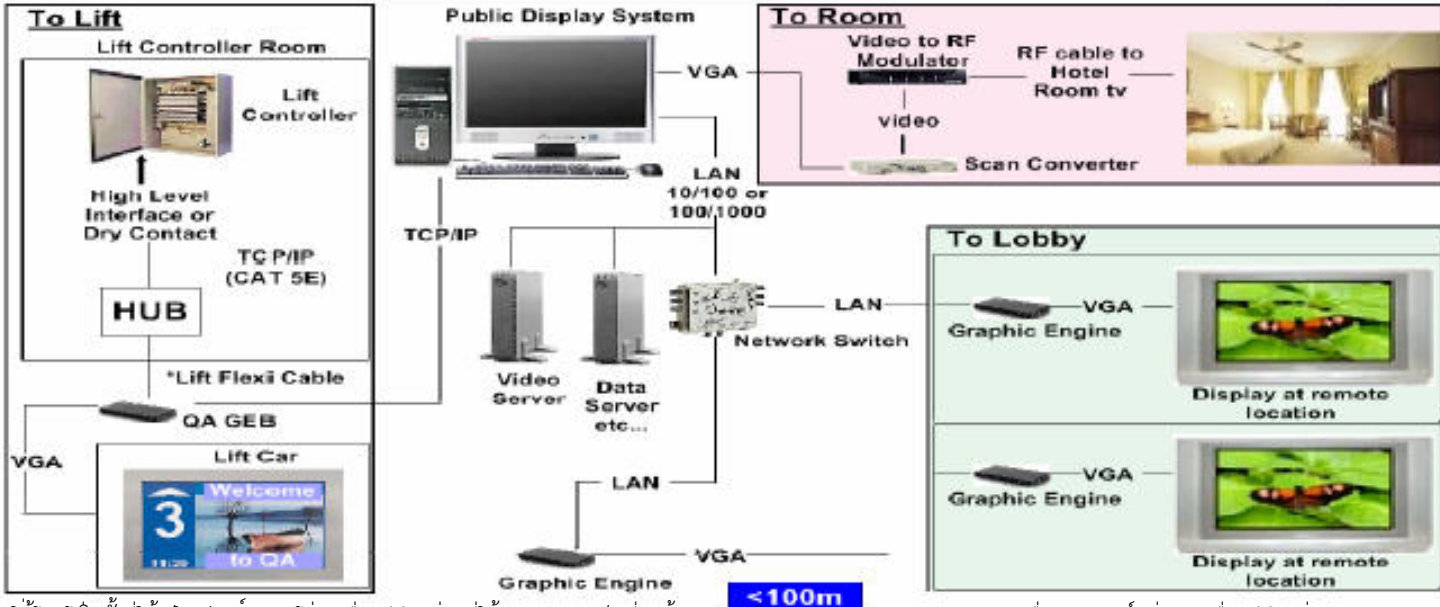 To Lift
Lift Controller Room
Lift
Controller
High Level
Interface or
Dry Contact
TCP/IP
(CAT 5E)
HUB
*Lift Flexii Cable
QA GEB
VGA
Lift Car
3
Welcome
to QA
Public Display System
VGA
LAN
10/100 or
100/1000
TCP/IP
Video
Server
Data
Server
etc...
Network Switch
LAN
LAN
Graphic Engine
VGA
<100m
To Room
Video to RF
Modulator
RF cable to
Hotel
Room tv
video
Scan Converter
To Lobby
Graphic Engine
VGA
Display at remote
location
Graphic Engine
VGA
Display at remote
location